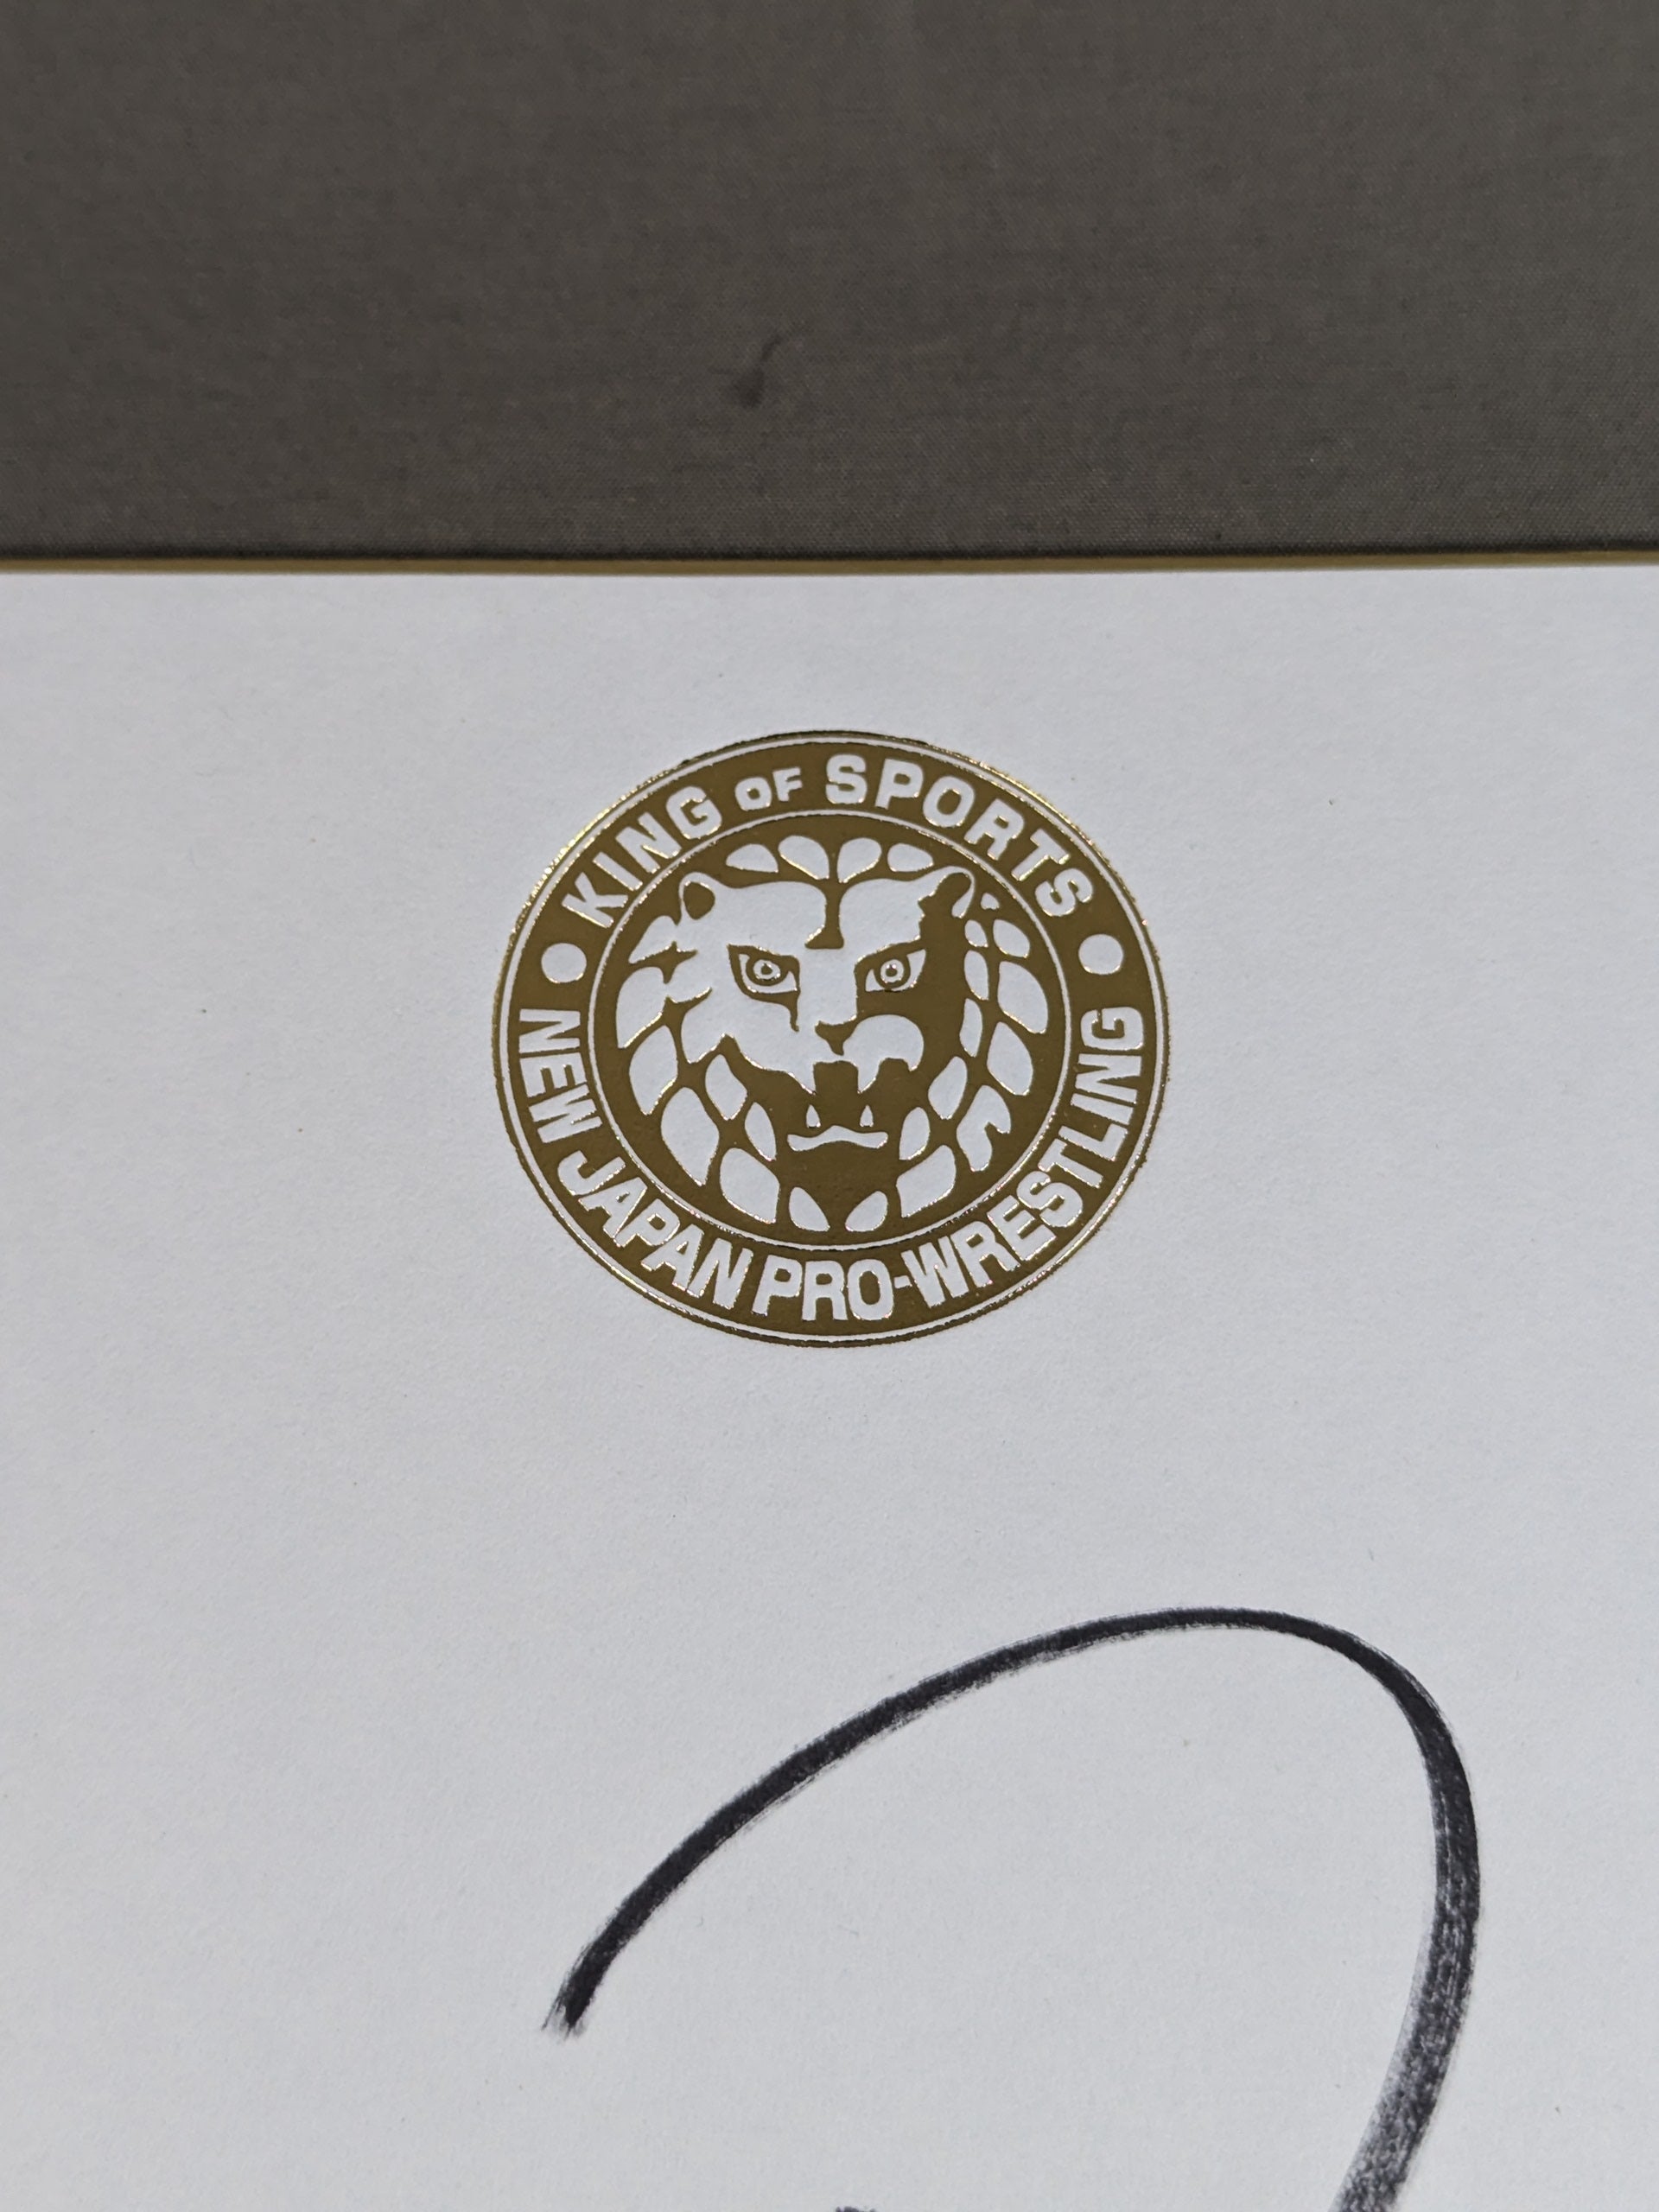 KING OF SPORTS
NEW JAPAN PRO-WRESTLING